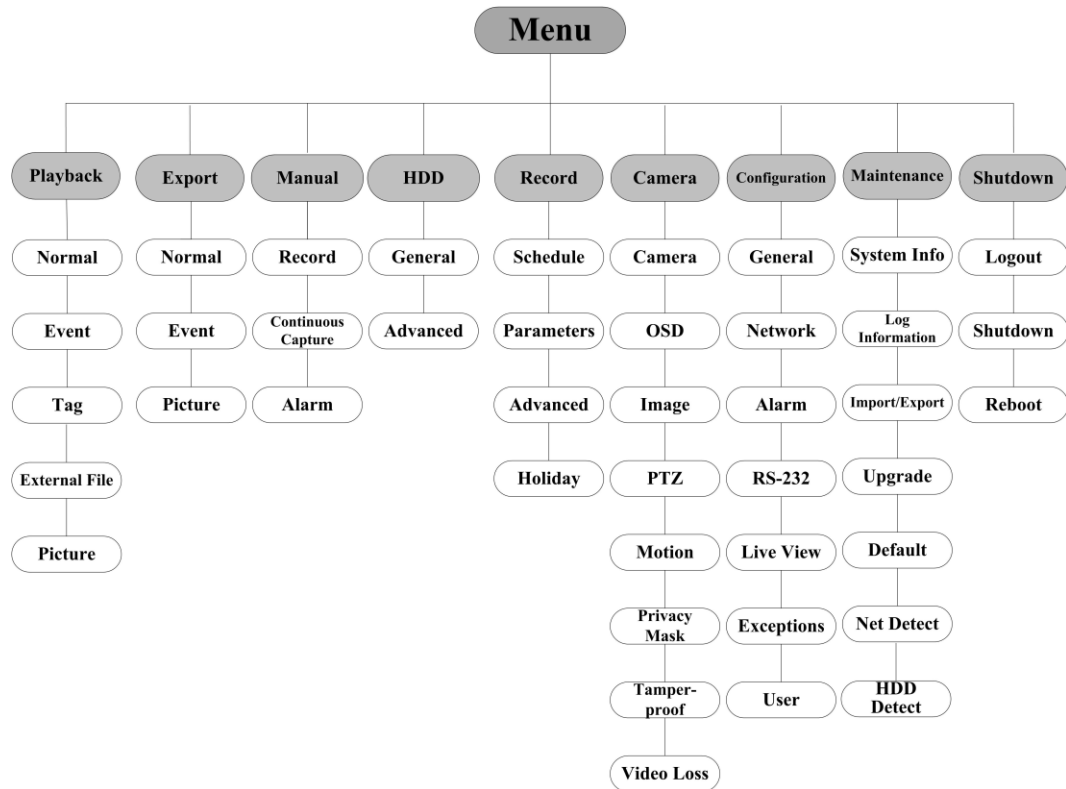 Menu
Playback
Export
Manual
HDD
Record
Camera
Configuration
Maintenance
Shutdown
Normal
Normal
Record
General
Schedule
Camera
General
System Info
Logout
Event
Event
Continuous
Capture
Advanced
Parameters
OSD
Network
Log
Information
Shutdown
Tag
Picture
Alarm
Advanced
Image
Alarm
Import/Export
Reboot
External File
Holiday
PTZ
RS-232
Upgrade
Picture
Motion
Live View
Default
Privacy
Mask
Exceptions
Net Detect
Tamper-
proof
User
HDD
Detect
Video Loss